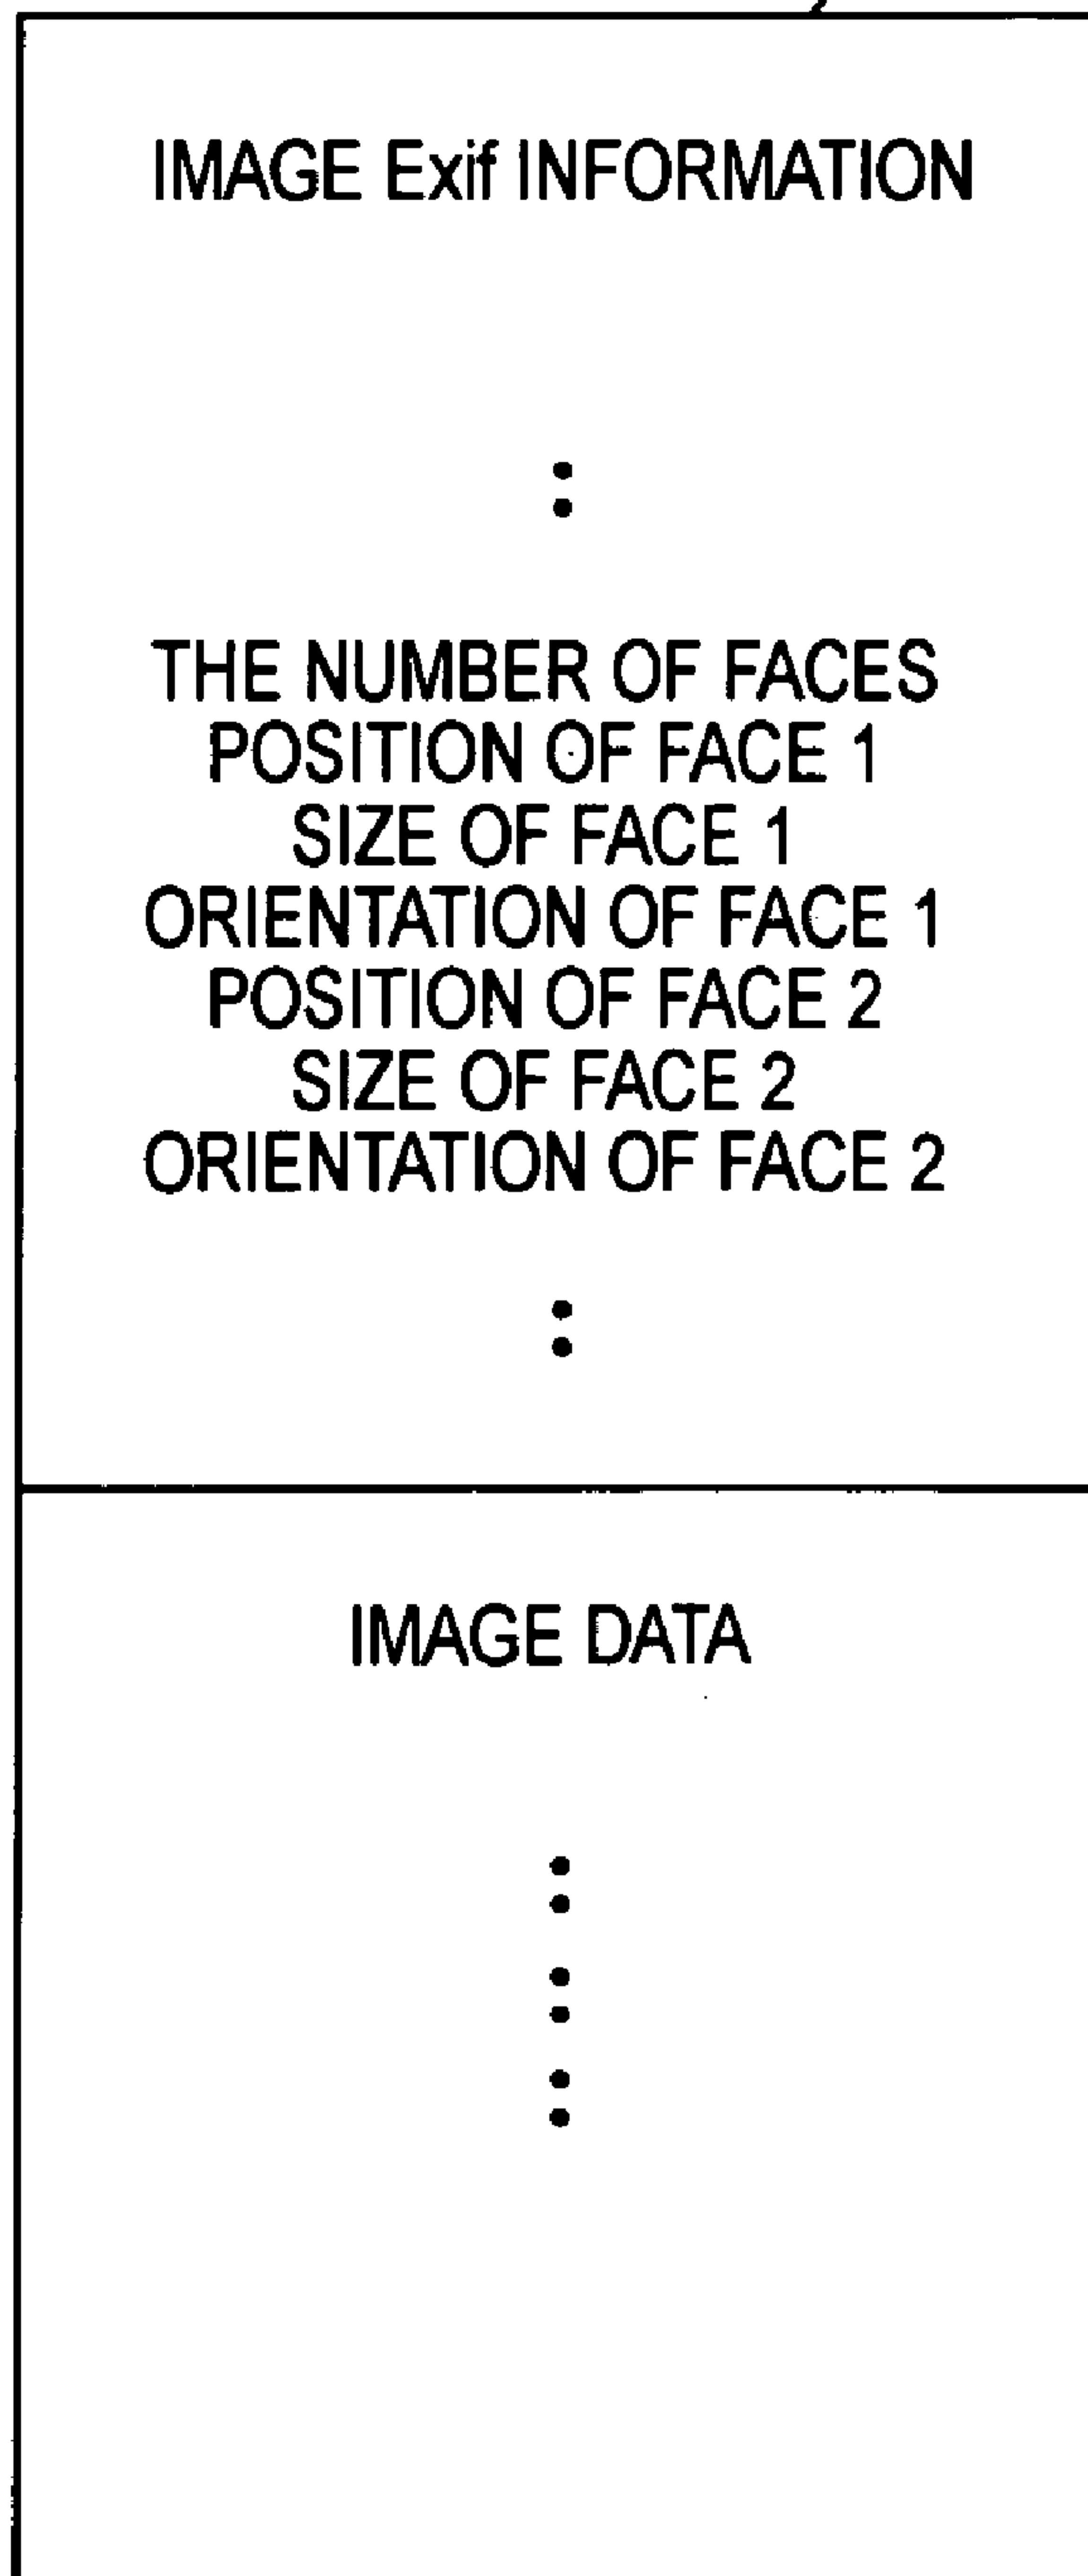 IMAGE Exif INFORMATION
:
THE NUMBER OF FACES
POSITION OF FACE 1
SIZE OF FACE 1
ORIENTATION OF FACE 1
POSITION OF FACE 2
SIZE OF FACE 2
ORIENTATION OF FACE 2
:
IMAGE DATA
:
:
: